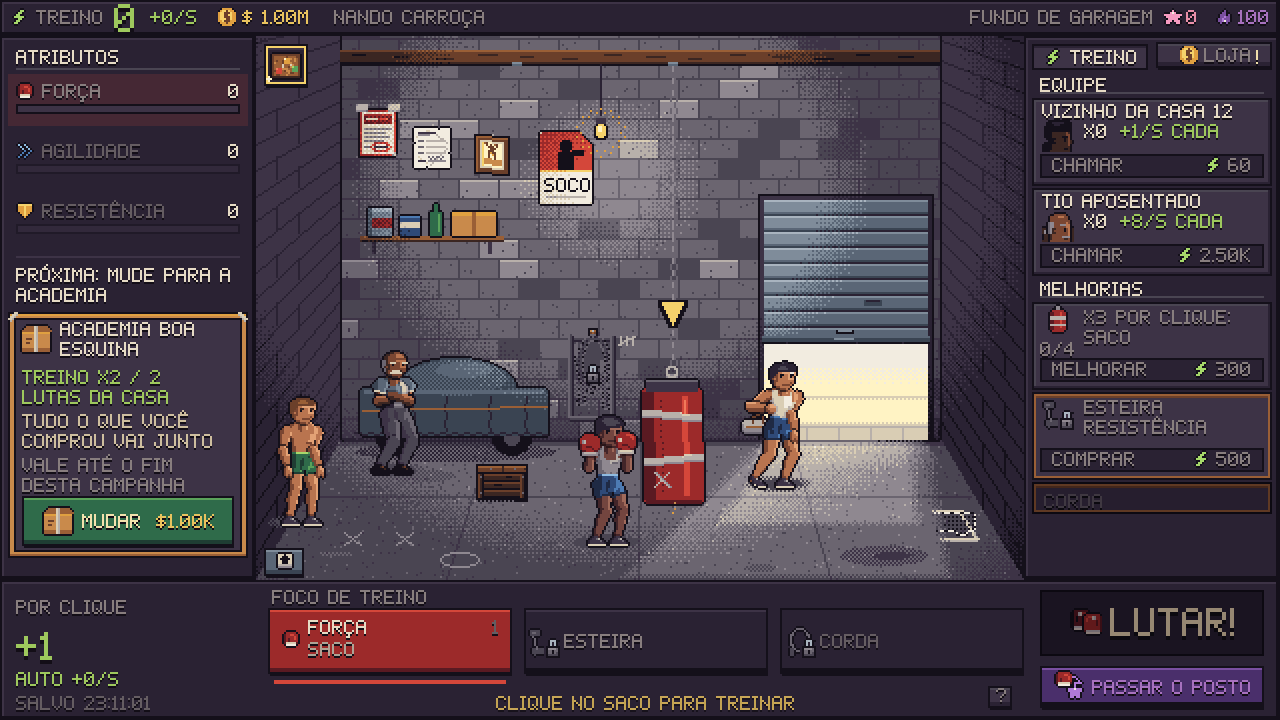 TREINO 0 +0/S $ 1.00M NANDO CARROÇA
FUNDO DE GARAGEM 0 100
ATRIBUTOS
FORÇA 0
AGILIDADE 0
RESISTÊNCIA 0
PRÓXIMA: MUDE PARA A
ACADEMIA
ACADEMIA BOA
ESQUINA
TREINO X2 / 2
LUTAS DA CASA
TUDO O QUE VOCÊ
COMPROU VAI JUNTO
VALE ATÉ O FIM
DESTA CAMPANHA
MUDAR $1.00K
SOCO
TREINO LOJA!
EQUIPE
VIZINHO DA CASA 12
X0 +1/S CADA
CHAMAR 60
TIO APOSENTADO
X0 +8/S CADA
CHAMAR 2.50K
MELHORIAS
X3 POR CLIQUE:
SACO
0/4
MELHORAR 300
ESTEIRA
RESISTÊNCIA
COMPRAR 500
CORDA
POR CLIQUE
+1
AUTO +0/S
SALVO 23:11:01
FOCO DE TREINO
FORÇA 1
SACO
ESTEIRA
CORDA
CLIQUE NO SACO PARA TREINAR
?
LUTAR!
PASSAR O POSTO